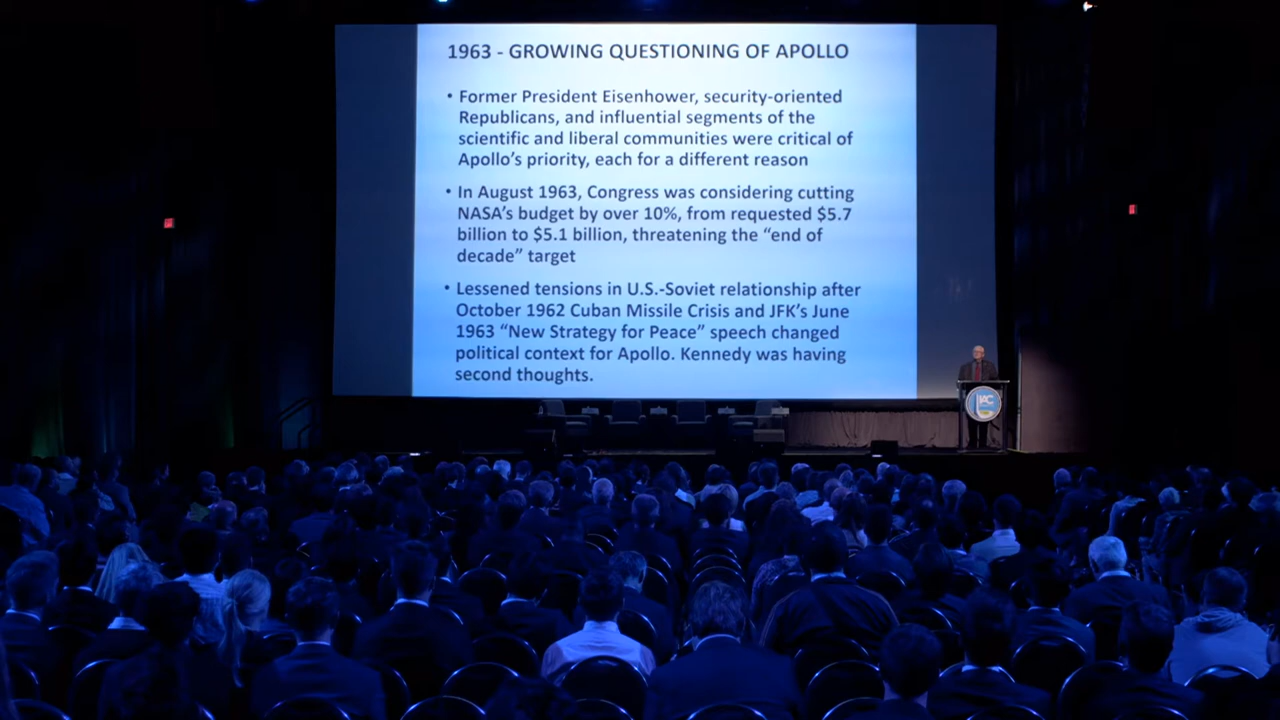 1963 - GROWING QUESTIONING OF APOLLO
• Former President Eisenhower, security-oriented
Republicans, and influential segments of the
scientific and liberal communities were critical of
Apollo's priority, each for a different reason
• In August 1963, Congress was considering cutting
NASA's budget by over 10%, from requested $5.7
billion to $5.1 billion, threatening the “end of
decade” target
• Lessened tensions in U.S.-Soviet relationship after
October 1962 Cuban Missile Crisis and JFK's June
1963 “New Strategy for Peace” speech changed
political context for Apollo. Kennedy was having
second thoughts.
IAC